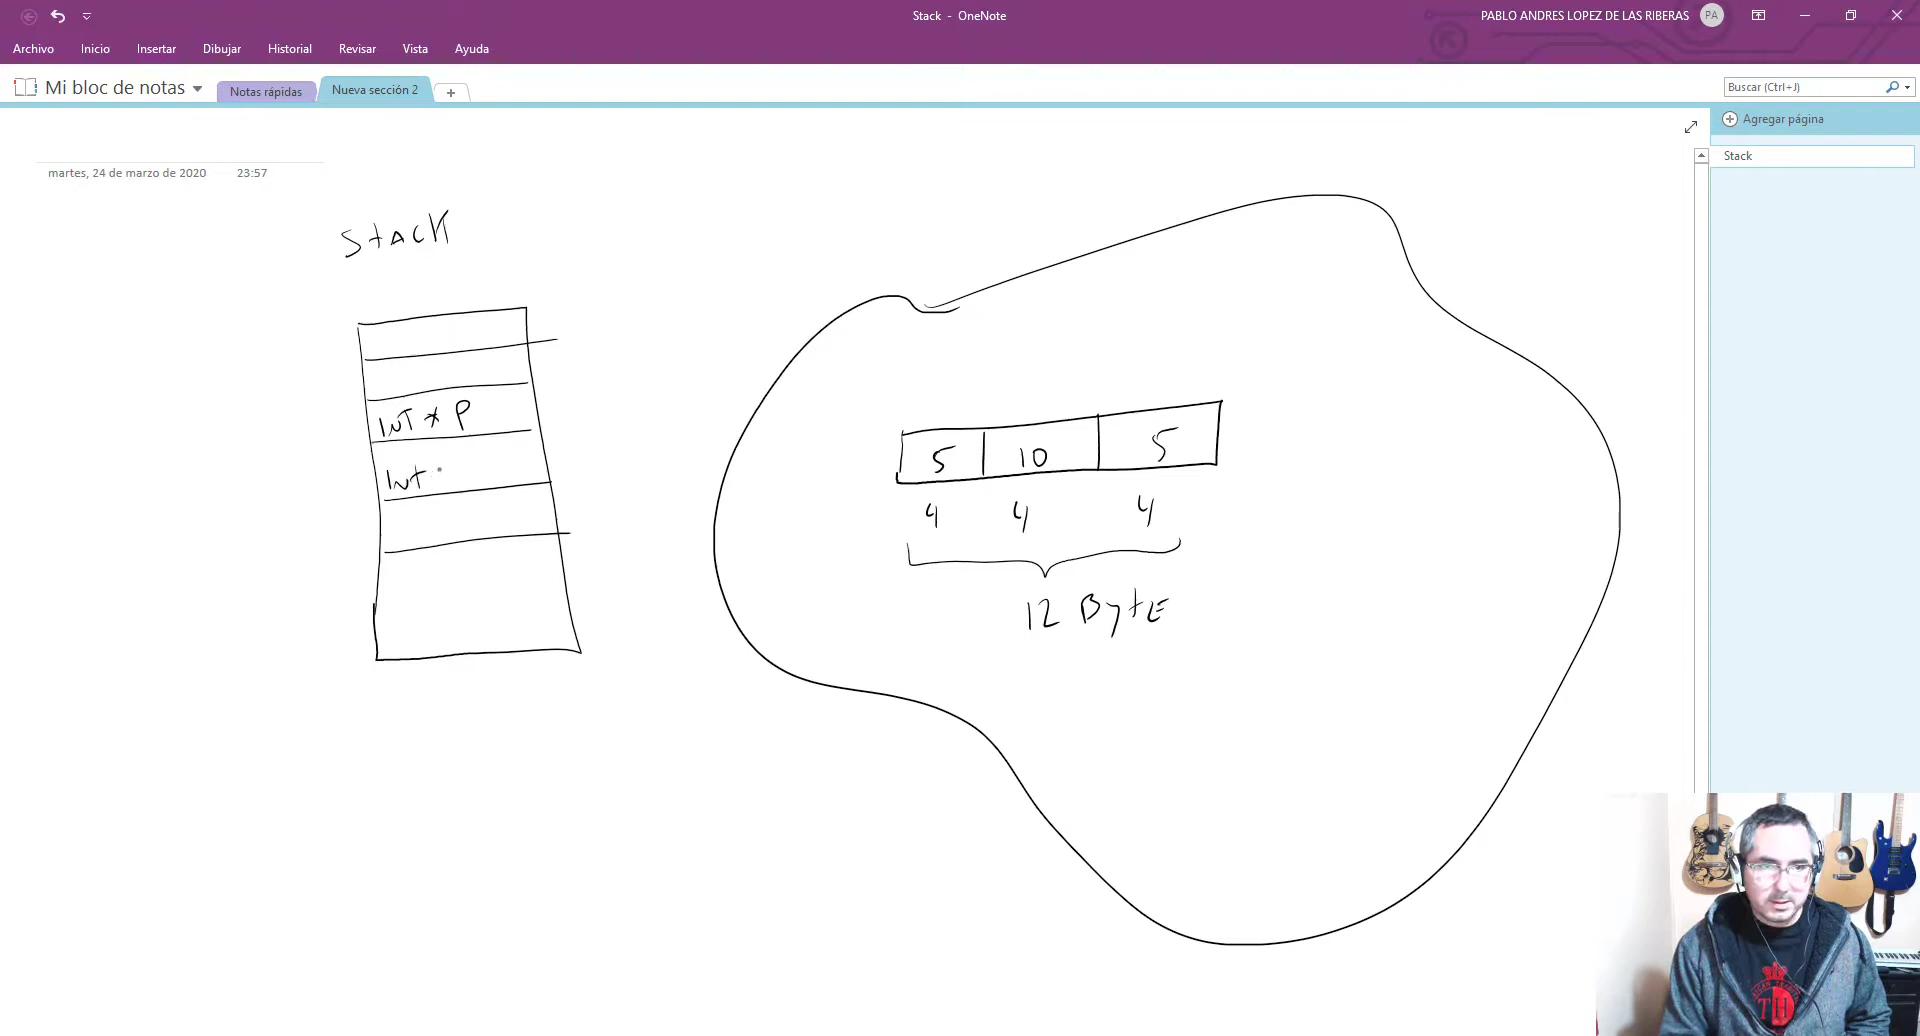 Stack - OneNote
PABLO ANDRES LOPEZ DE LAS RIBERAS
PA
Archivo Inicio Insertar Dibujar Historial Revisar Vista Ayuda
Mi bloc de notas
Notas rápidas
Nueva sección 2
Buscar (Ctrl+J)
Agregar página
Stack
martes, 24 de marzo de 2020 23:57
StacK
INT * P
Int
5 10 5
4 4 4
12 BytE
TH